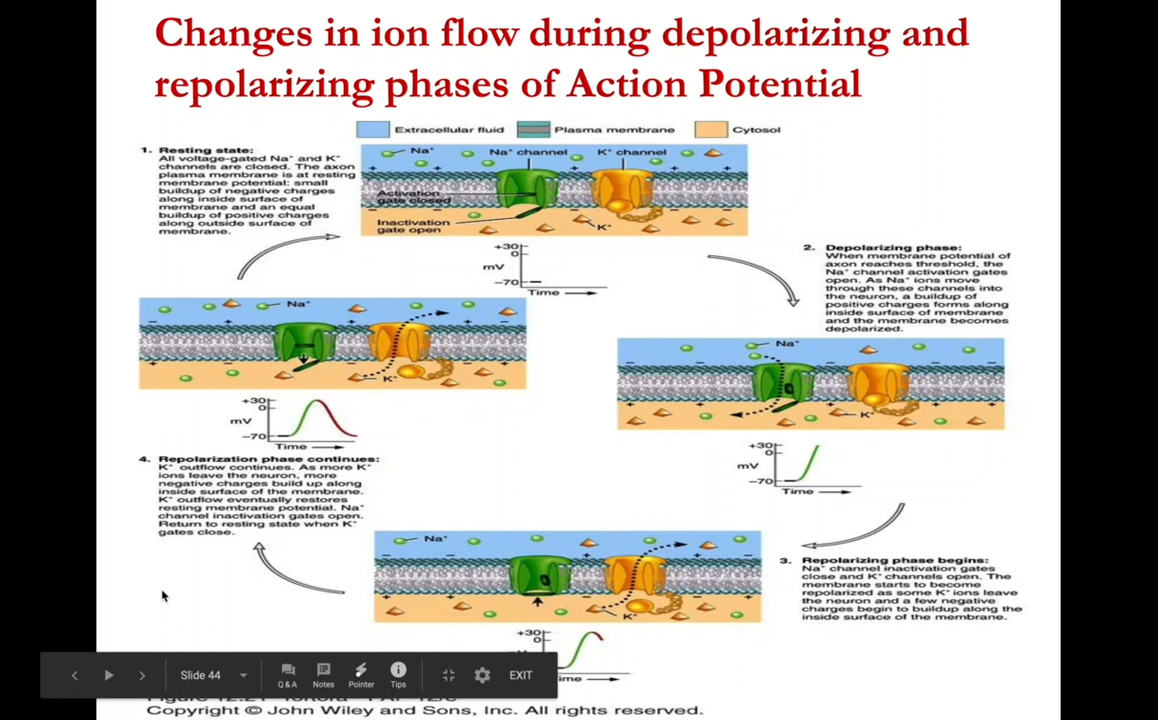 Changes in ion flow during depolarizing and
repolarizing phases of Action Potential
Extracellular fluid
Plasma membrane
Cytosol
1. Resting state:
All voltage-gated Na⁺ and K⁺
channels are closed. The axon
plasma membrane is at resting
membrane potential: small
buildup of negative charges
along inside surface of
membrane and an equal
buildup of positive charges
along outside surface of
membrane.
Na⁺
Na⁺ channel
K⁺ channel
Activation
gate closed
Inactivation
gate open
K⁺
+30
0
mV
−70
Time
2. Depolarizing phase:
When membrane potential of
axon reaches threshold, the
Na⁺ channel activation gates
open. As Na⁺ ions move
through these channels into
the neuron, a buildup of
positive charges forms along
inside surface of membrane
and the membrane becomes
depolarized.
Na⁺
K⁺
+30
0
mV
−70
Time
Na⁺
K⁺
+30
0
mV
−70
Time
4. Repolarization phase continues:
K⁺ outflow continues. As more K⁺
ions leave the neuron, more
negative charges build up along
inside surface of the membrane.
K⁺ outflow eventually restores
resting membrane potential. Na⁺
channel inactivation gates open.
Return to resting state when K⁺
gates close.
Na⁺
K⁺
3. Repolarizing phase begins:
Na⁺ channel inactivation gates
close and K⁺ channels open. The
membrane starts to become
repolarized as some K⁺ ions leave
the neuron and a few negative
charges begin to buildup along the
inside surface of the membrane.
+30
0
Slide 44
Q & A
Notes
Pointer
Tips
EXIT
Copyright © John Wiley and Sons, Inc. All rights reserved.